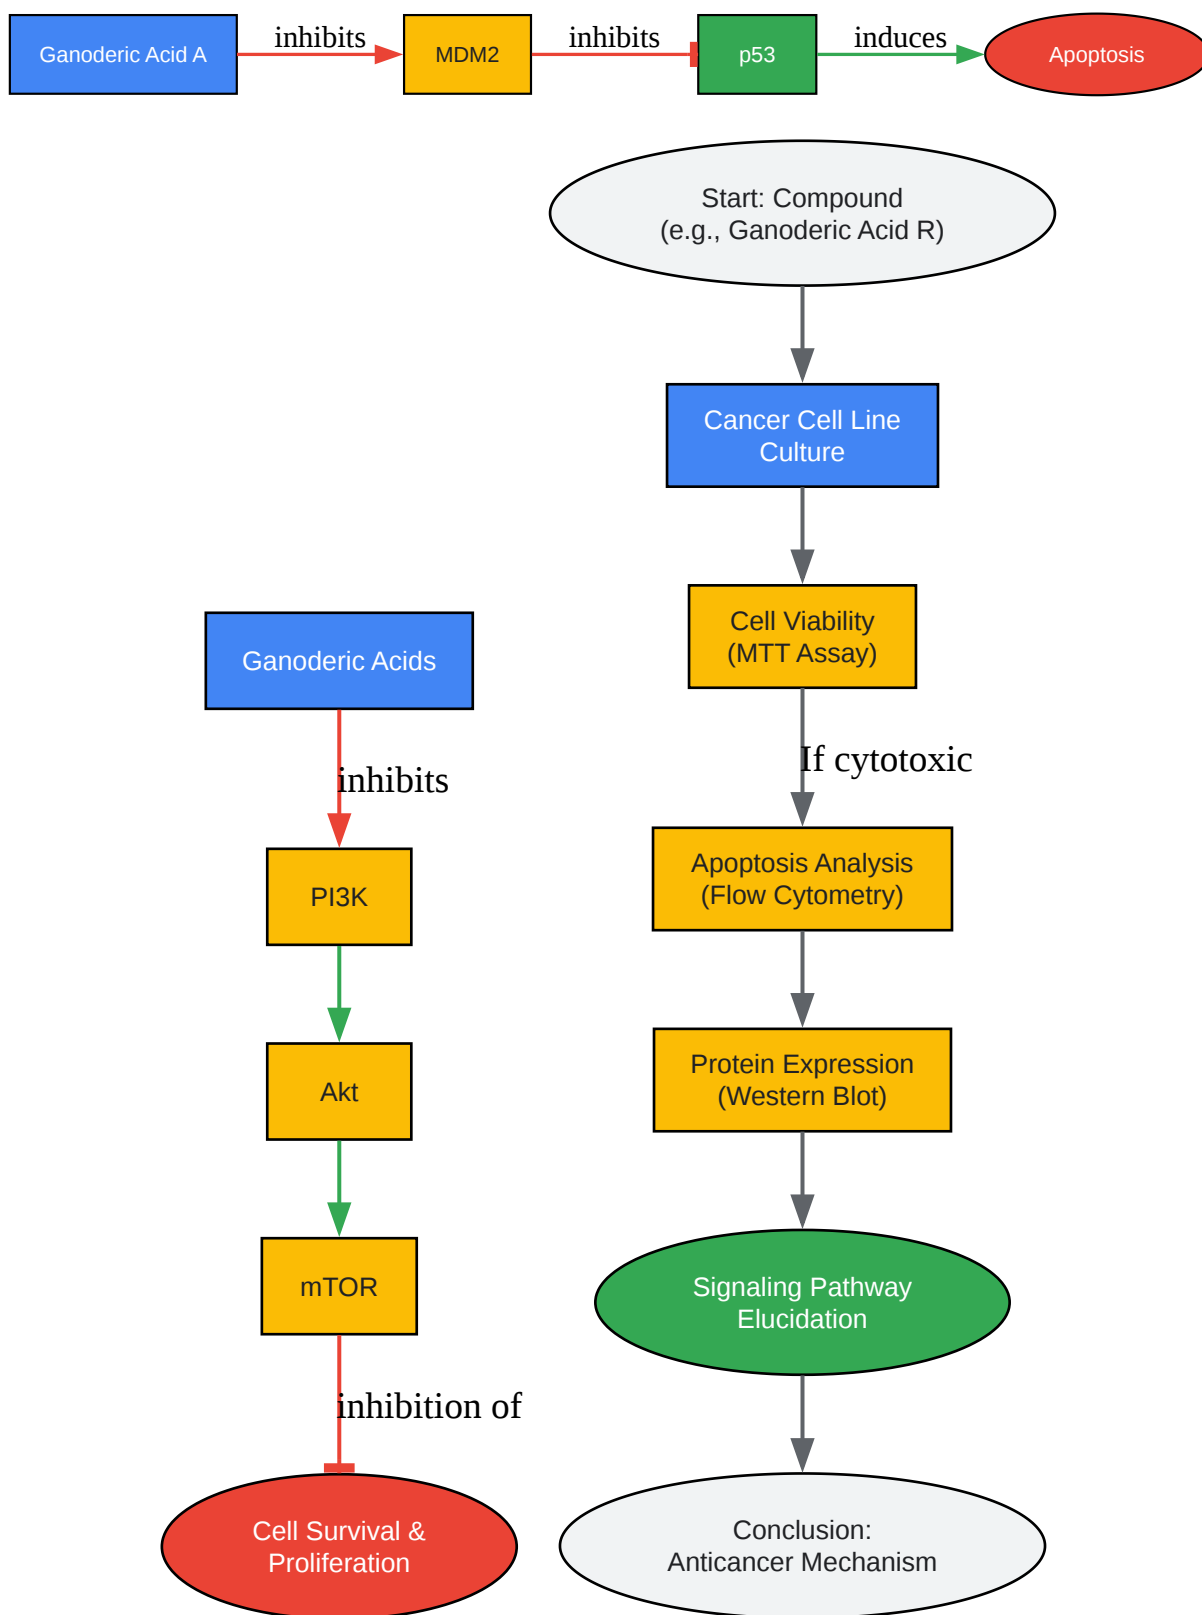 Ganoderic Acid A
inhibits
MDM2
inhibits
p53
induces
Apoptosis
Start: Compound
(e.g., Ganoderic Acid R)
Cancer Cell Line
Culture
Cell Viability
(MTT Assay)
If cytotoxic
Apoptosis Analysis
(Flow Cytometry)
Protein Expression
(Western Blot)
Signaling Pathway
Elucidation
Conclusion:
Anticancer Mechanism
Ganoderic Acids
inhibits
PI3K
Akt
mTOR
inhibition of
Cell Survival &
Proliferation